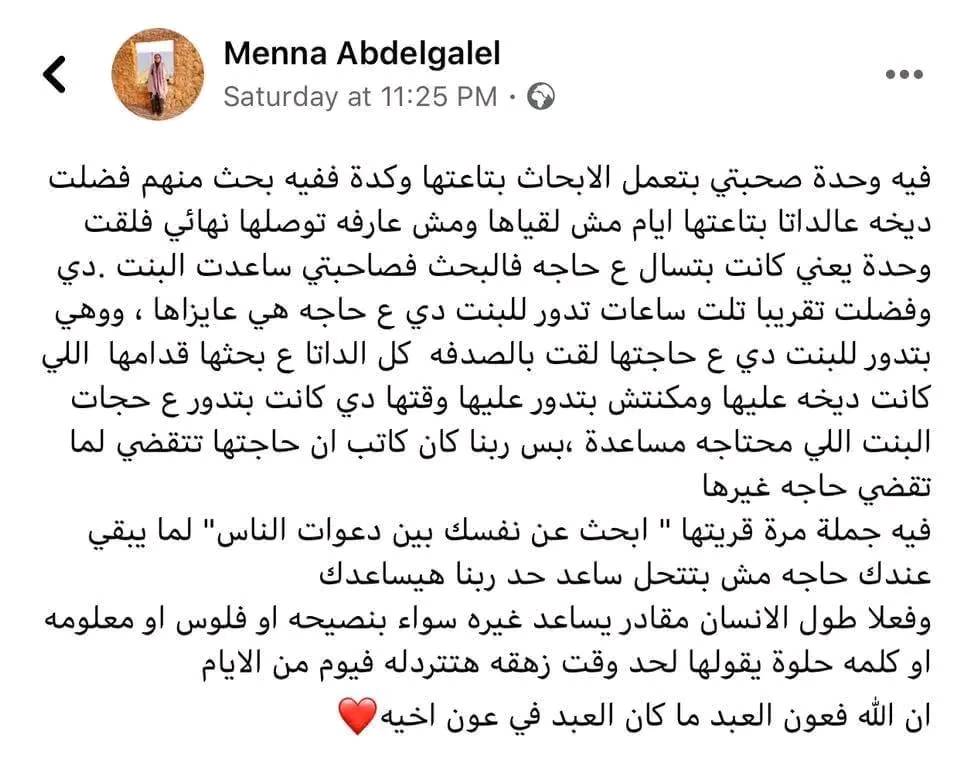 Menna Abdelgalel
Saturday at 11:25 PM ·
فيه وحدة صحبتي بتعمل الابحاث بتاعتها وكدة ففيه بحث منهم فضلت
ديخه عالداتا بتاعتها ايام مش لقياها ومش عارفه توصلها نهائي فلقت
وحدة يعني كانت بتسال ع حاجه فالبحث فصاحبتي ساعدت البنت .دي
وفضلت تقريبا تلت ساعات تدور للبنت دي ع حاجه هي عايزاها ، ووهي
بتدور للبنت دي ع حاجتها لقت بالصدفه كل الداتا ع بحثها قدامها اللي
كانت ديخه عليها ومكنتش بتدور عليها وقتها دي كانت بتدور ع حجات
البنت اللي محتاجه مساعدة ،بس ربنا كان كاتب ان حاجتها تتقضي لما
تقضي حاجه غيرها
فيه جملة مرة قريتها " ابحث عن نفسك بين دعوات الناس" لما يبقي
عندك حاجه مش بتتحل ساعد حد ربنا هيساعدك
وفعلا طول الانسان مقادر يساعد غيره سواء بنصيحه او فلوس او معلومه
او كلمه حلوة يقولها لحد وقت زهقه هتتردله فيوم من الايام
ان الله فعون العبد ما كان العبد في عون اخيه❤️